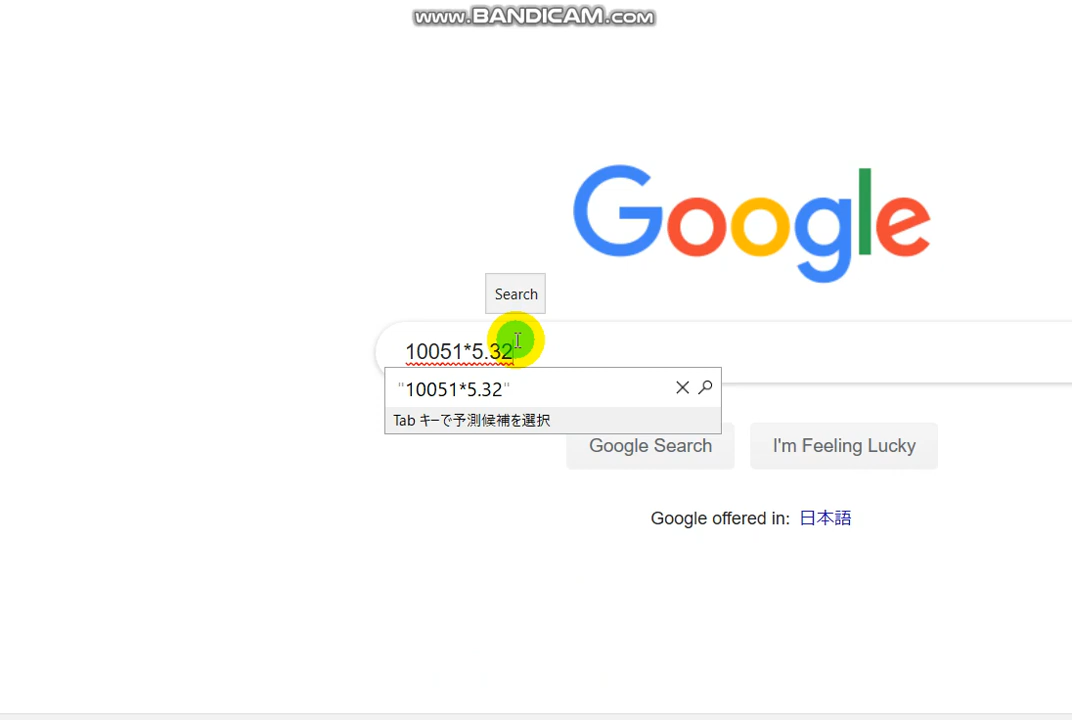 www.BANDICAM.com
Google
Search
10051*5.32
"10051*5.32"
Tab キーで予測候補を選択
Google Search
I'm Feeling Lucky
Google offered in: 日本語